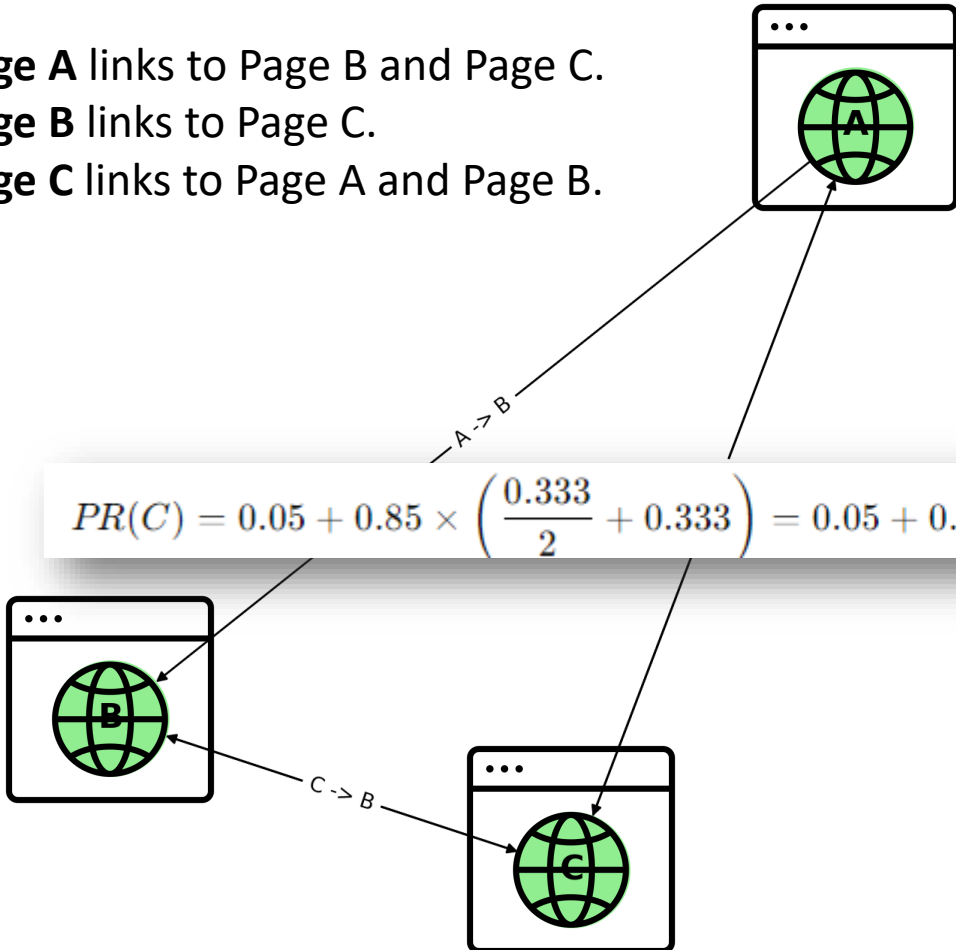 ge A links to Page B and Page C.
ge B links to Page C.
ge C links to Page A and Page B.
A
A -> B
PR(C) = 0.05 + 0.85 × (0.333/2 + 0.333) = 0.05 + 0.
B
C -> B
C